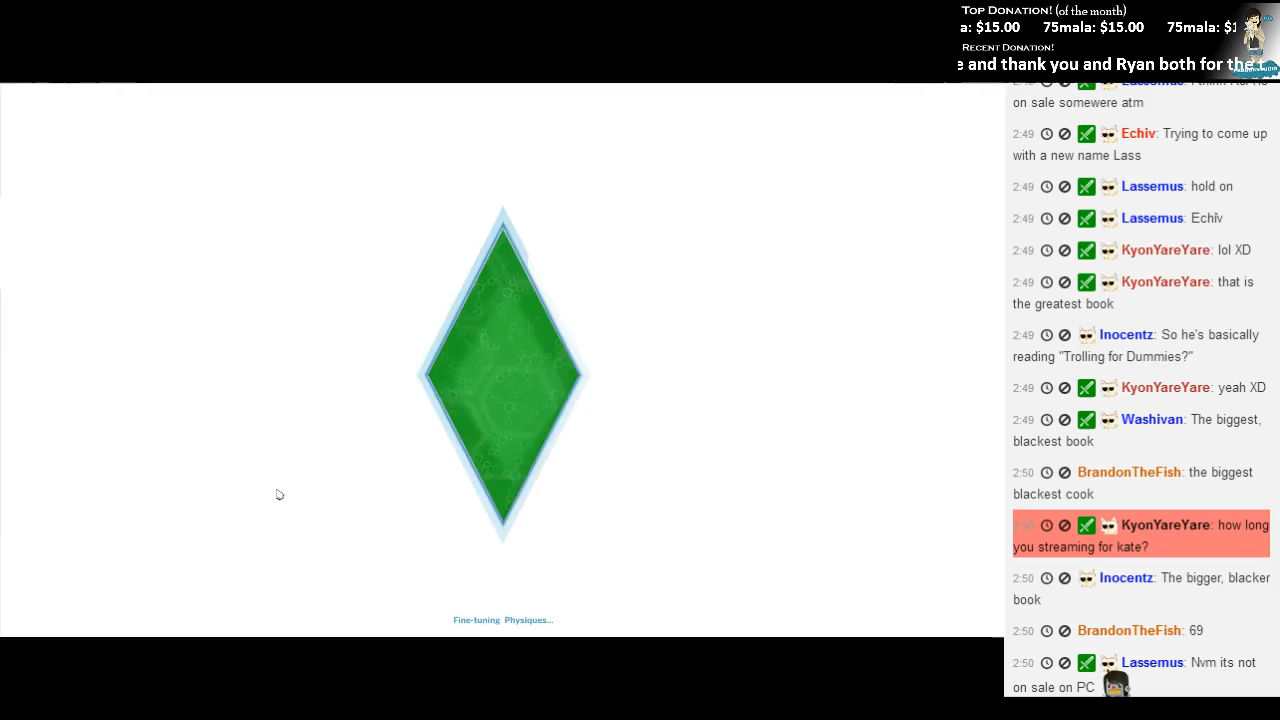 TOP DONATION! (of the month)
la: $15.00 75mala: $15.00 75mala: $1
RECENT DONATION!
e and thank you and Ryan both for the t
on sale somewere atm
2:49 Echiv: Trying to come up
with a new name Lass
2:49 Lassemus: hold on
2:49 Lassemus: Echîv
2:49 KyonYareYare: lol XD
2:49 KyonYareYare: that is
the greatest book
2:49 Inocentz: So he's basically
reading "Trolling for Dummies?"
2:49 KyonYareYare: yeah XD
2:49 Washivan: The biggest,
blackest book
2:50 BrandonTheFish: the biggest
blackest cook
2:50 KyonYareYare: how long
you streaming for kate?
2:50 Inocentz: The bigger, blacker
book
2:50 BrandonTheFish: 69
2:50 Lassemus: Nvm its not
on sale on PC
Fine-tuning Physiques...